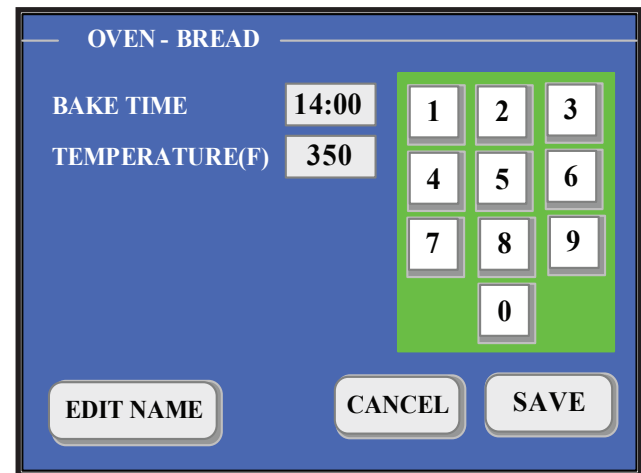 OVEN - BREAD
BAKE TIME 14:00
TEMPERATURE(F) 350
1 2 3
4 5 6
7 8 9
0
EDIT NAME CANCEL SAVE